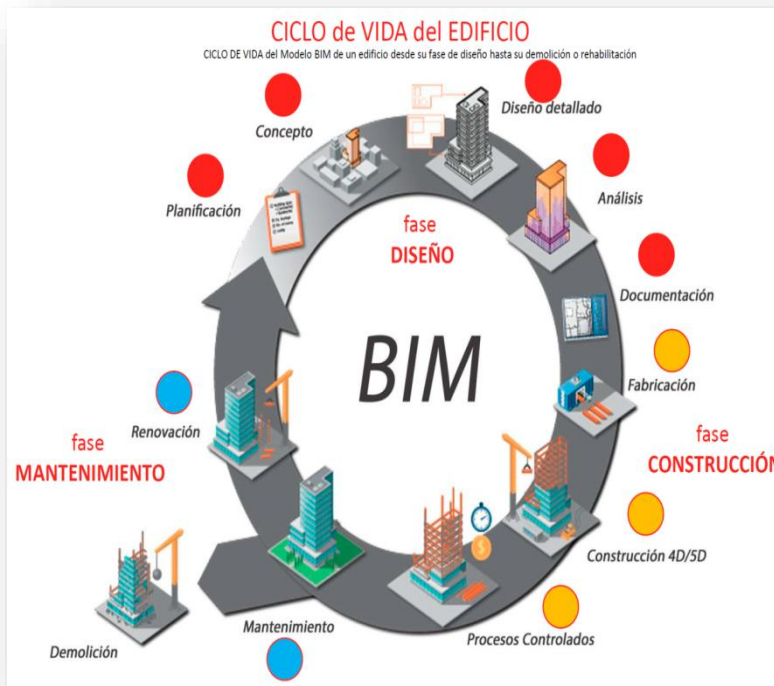 CICLO de VIDA del EDIFICIO
CICLO DE VIDA del Modelo BIM de un edificio desde su fase de diseño hasta su demolición o rehabilitación
Diseño detallado
Concepto
Análisis
Planificación
fase
DISEÑO
Documentación
BIM
Fabricación
Renovación
fase
MANTENIMIENTO
fase
CONSTRUCCIÓN
Construcción 4D/5D
Mantenimiento
Procesos Controlados
Demolición